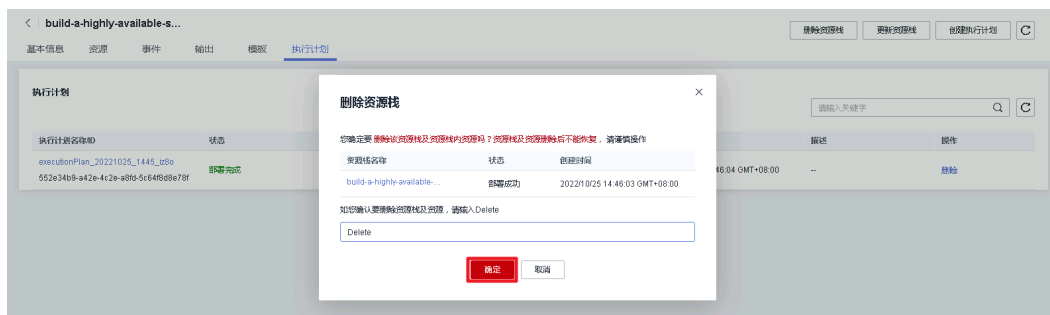 build-a-highly-available-s...
删除资源栈 更新资源栈 创建执行计划
基本信息 资源 事件 输出 模板 执行计划
执行计划
请输入关键字
执行计划名称/ID 状态 描述 操作
executionPlan_20221025_1445_iz8o
552e34b9-a42e-4c2e-a8fd-5c64f8d8e78f
部署完成 46:04 GMT+08:00 -- 删除
删除资源栈
您确定要删除该资源栈及资源栈内资源吗？资源栈及资源删除后不能恢复，请谨慎操作
资源栈名称 状态 创建时间
build-a-highly-available-... 部署成功 2022/10/25 14:46:03 GMT+08:00
如您确认要删除资源栈及资源，请输入Delete
Delete
确定 取消